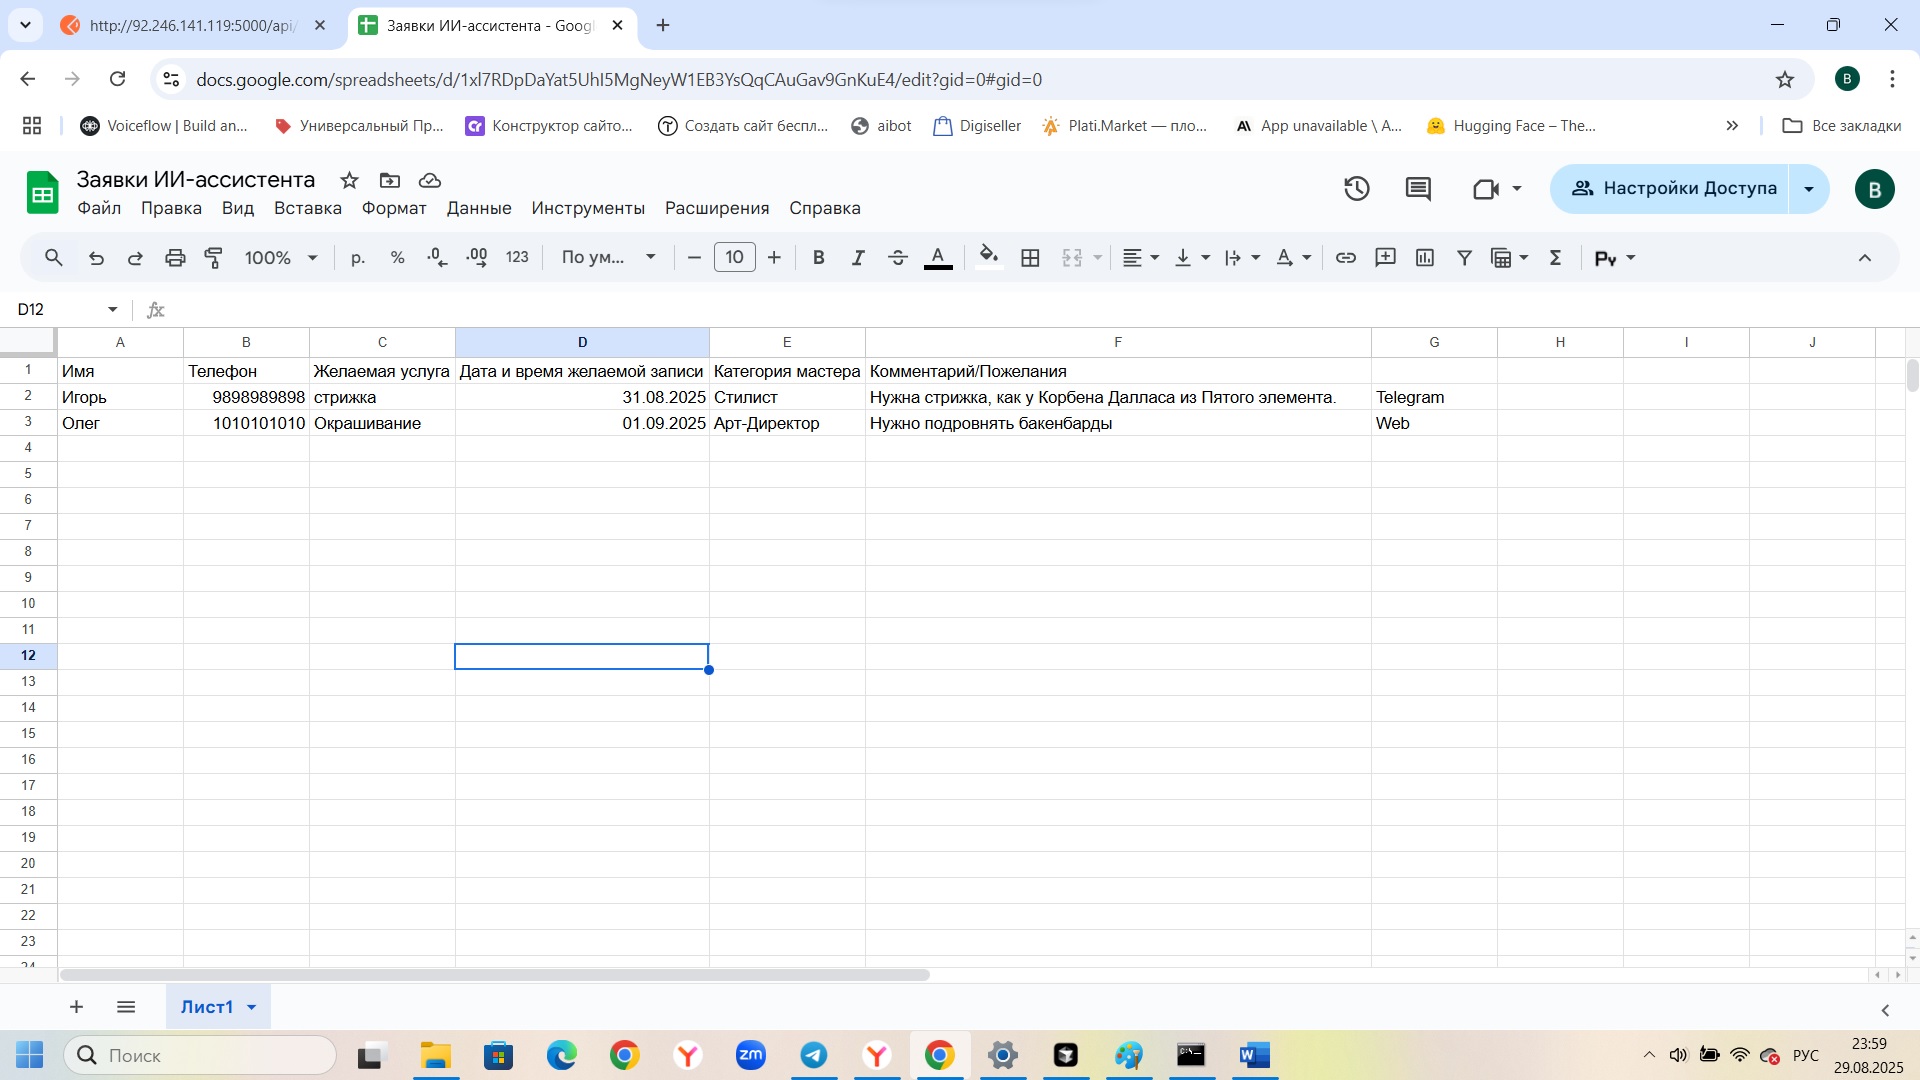 http://92.246.141.119:5000/api/
Заявки ИИ-ассистента - Goog
docs.google.com/spreadsheets/d/1xl7RDpDaYat5UhI5MgNeyW1EB3YsQqCAuGav9GnKuE4/edit?gid=0#gid=0
B
Voiceflow | Build an...
Универсальный Пр...
Конструктор сайто...
Создать сайт беспл...
aibot
Digiseller
Plati.Market — пло...
App unavailable \ A...
Hugging Face – The...
Все закладки
Заявки ИИ-ассистента
Файл Правка Вид Вставка Формат Данные Инструменты Расширения Справка
Настройки Доступа
B
100% р. % .0 .00 123 По ум... 10 B I A
D12
A B C D E F G H I J
1 Имя Телефон Желаемая услуга Дата и время желаемой записи Категория мастера Комментарий/Пожелания
2 Игорь 9898989898 стрижка 31.08.2025 Стилист Нужна стрижка, как у Корбена Далласа из Пятого элемента. Telegram
3 Олег 1010101010 Окрашивание 01.09.2025 Арт-Директор Нужно подровнять бакенбарды Web
4
5
6
7
8
9
10
11
12
13
14
15
16
17
18
19
20
21
22
23
24
Лист1
Поиск
РУС
23:59
29.08.2025